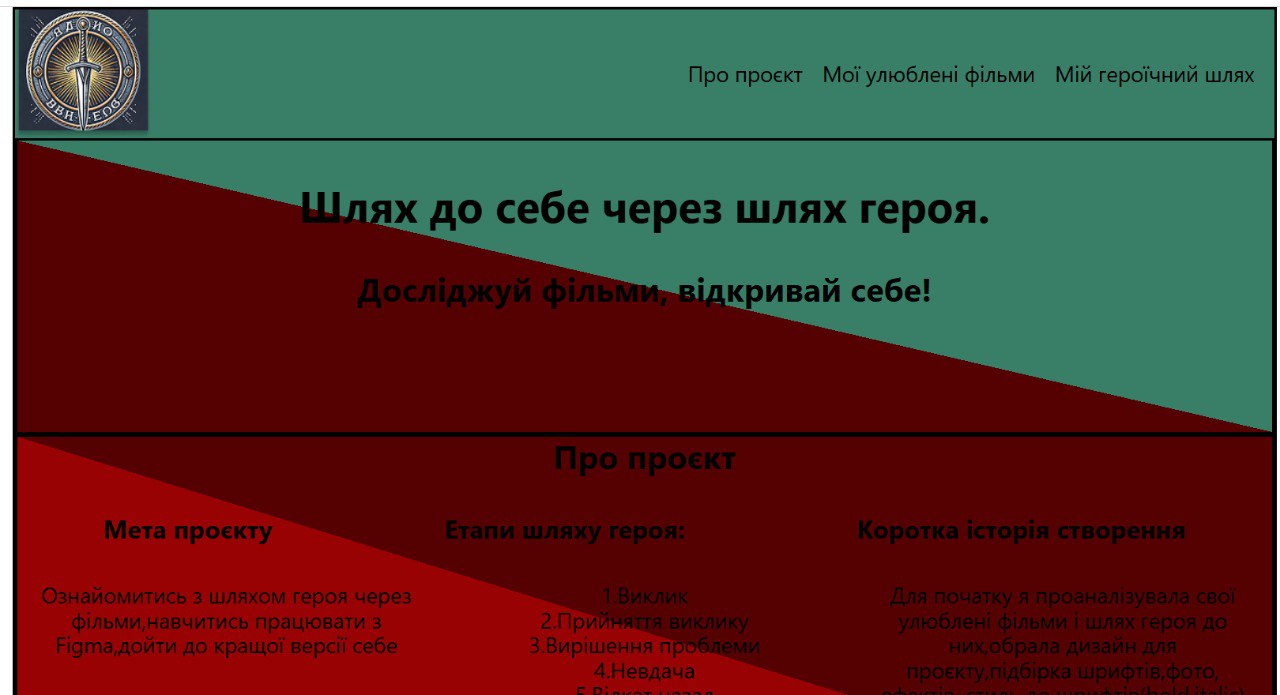 Про проєкт Мої улюблені фільми Мій героїчний шлях
Шлях до себе через шлях героя.
Досліджуй фільми, відкривай себе!
Про проєкт
Мета проєкту
Ознайомитись з шляхом героя через
фільми,навчитись працювати з
Figma,дойти до кращої версії себе
Етапи шляху героя:
1.Виклик
2.Прийняття виклику
3.Вирішення проблеми
4.Невдача
Коротка історія створення
Для початку я проаналізувала свої
улюблені фільми і шлях героя до
них,обрала дизайн для
проєкту,підбірка шрифтів,фото,